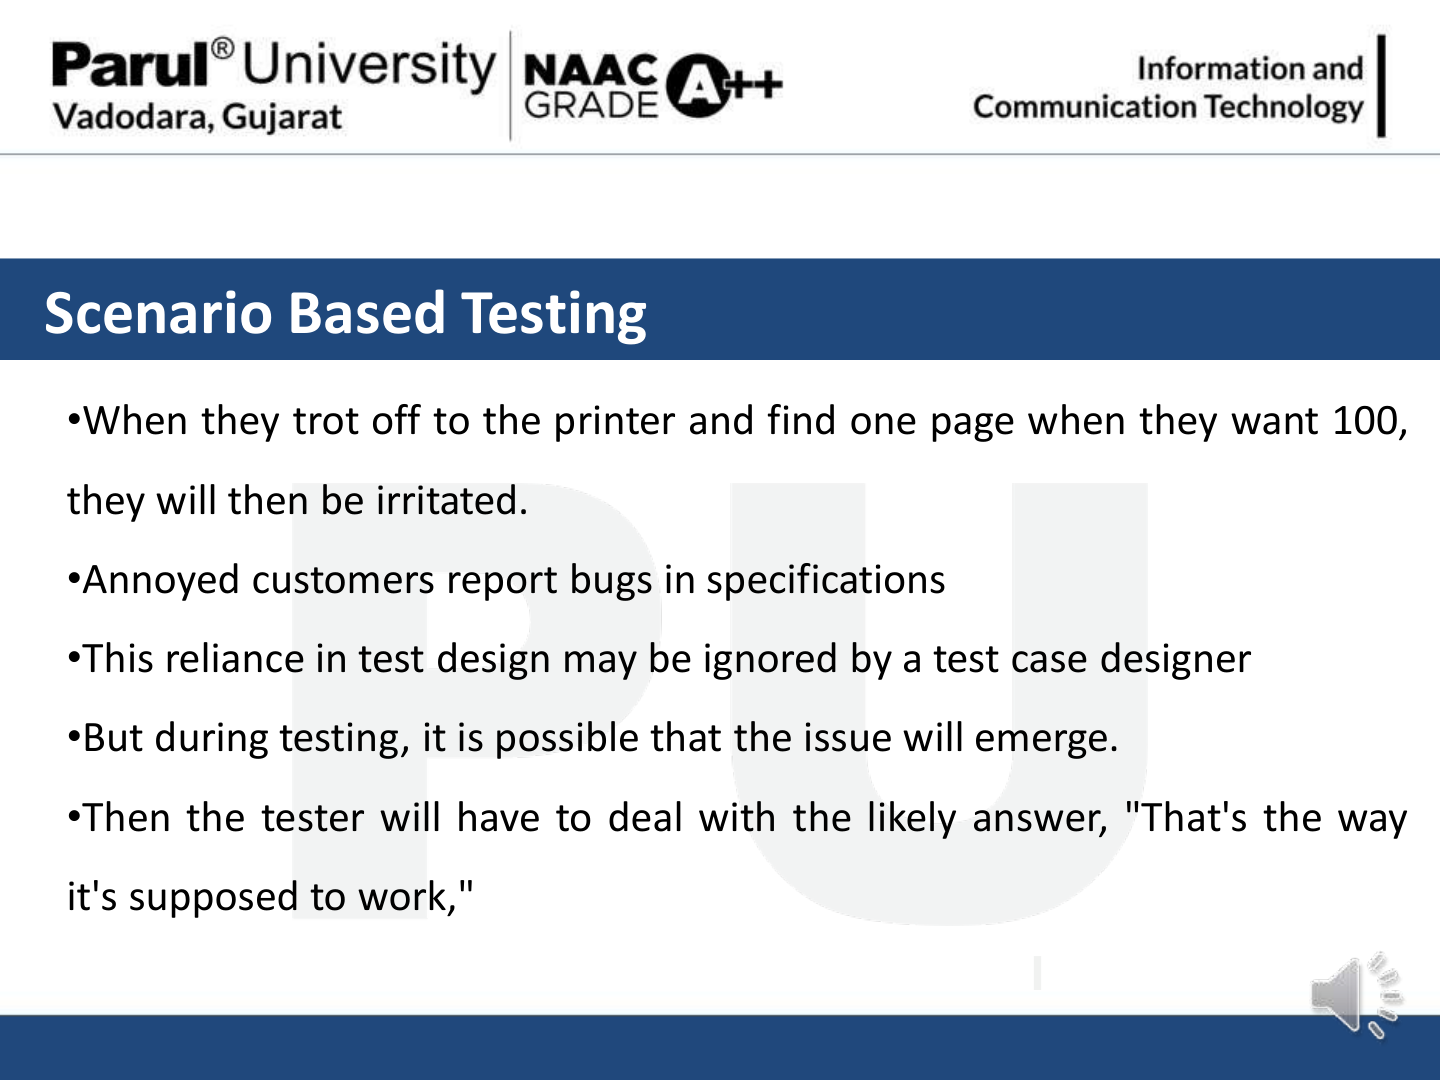 Parul® University
Vadodara, Gujarat
NAAC
GRADE A++
Information and
Communication Technology
Scenario Based Testing
•When they trot off to the printer and find one page when they want 100,
they will then be irritated.
•Annoyed customers report bugs in specifications
•This reliance in test design may be ignored by a test case designer
•But during testing, it is possible that the issue will emerge.
•Then the tester will have to deal with the likely answer, "That's the way
it's supposed to work,"
PU